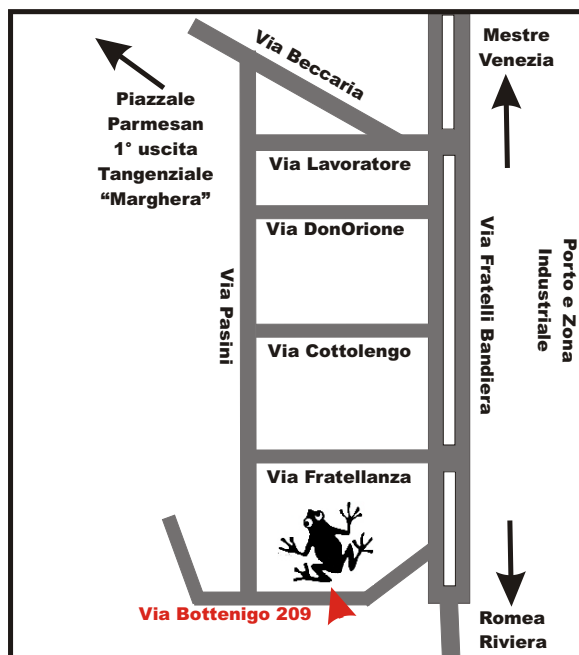 Via Beccaria
Mestre
Venezia
Piazzale
Parmesan
1° uscita
Tangenziale
“Marghera”
Via Lavoratore
Via DonOrione
Via Pasini
Via Fratelli Bandiera
Porto e Zona
Industriale
Via Cottolengo
Via Fratellanza
Via Bottenigo 209
Romea
Riviera